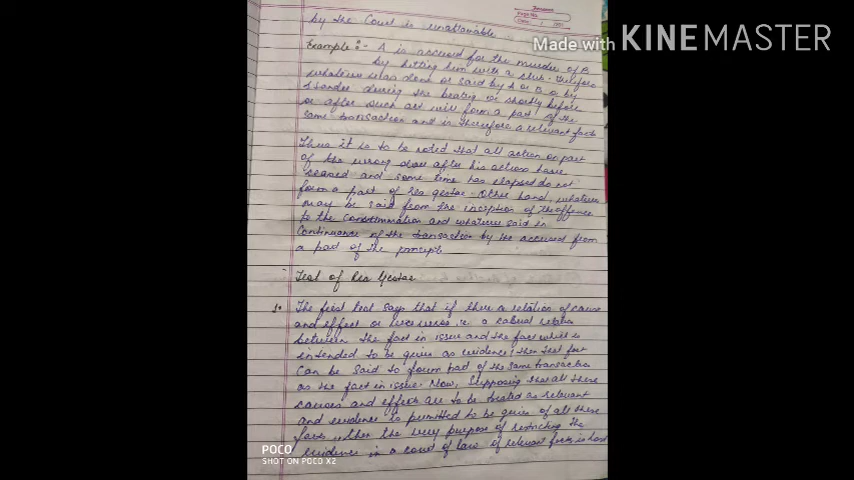 Made with KINEMASTER
by the Court is unattainable
Example :- A is accused for the murder of B
by hitting him with a club. Therefore
whatever was done or said by A or B or by
standers during the beating or shortly before
or after such act will form a part of the
same transaction and is therefore a relevant fact
Thus it is to be noted that all action on part
of the wrong doer after his action have
ceased and some time has elapsed do not
form a part of Res gestae. Other hand, whatever
may be said from the inception of the offence
to the consummation and whatever said in
continuance of the transaction by the accused from
a part of the principle
Test of Res Gestae
1. The first test says that if there a relation of cause
and effect or i.e. a casual relation
between the fact in issue and the fact which is
intended to be given as evidence, then that fact
can be said to form part of the same transaction
as the fact in issue. Now, Supposing that all these
causes and effects are to be treated as relevant
and evidence is permitted to be given of all these
facts, then the very purpose of restricting the
evidence in a court of law of relevant facts is
POCO
SHOT ON POCO X2